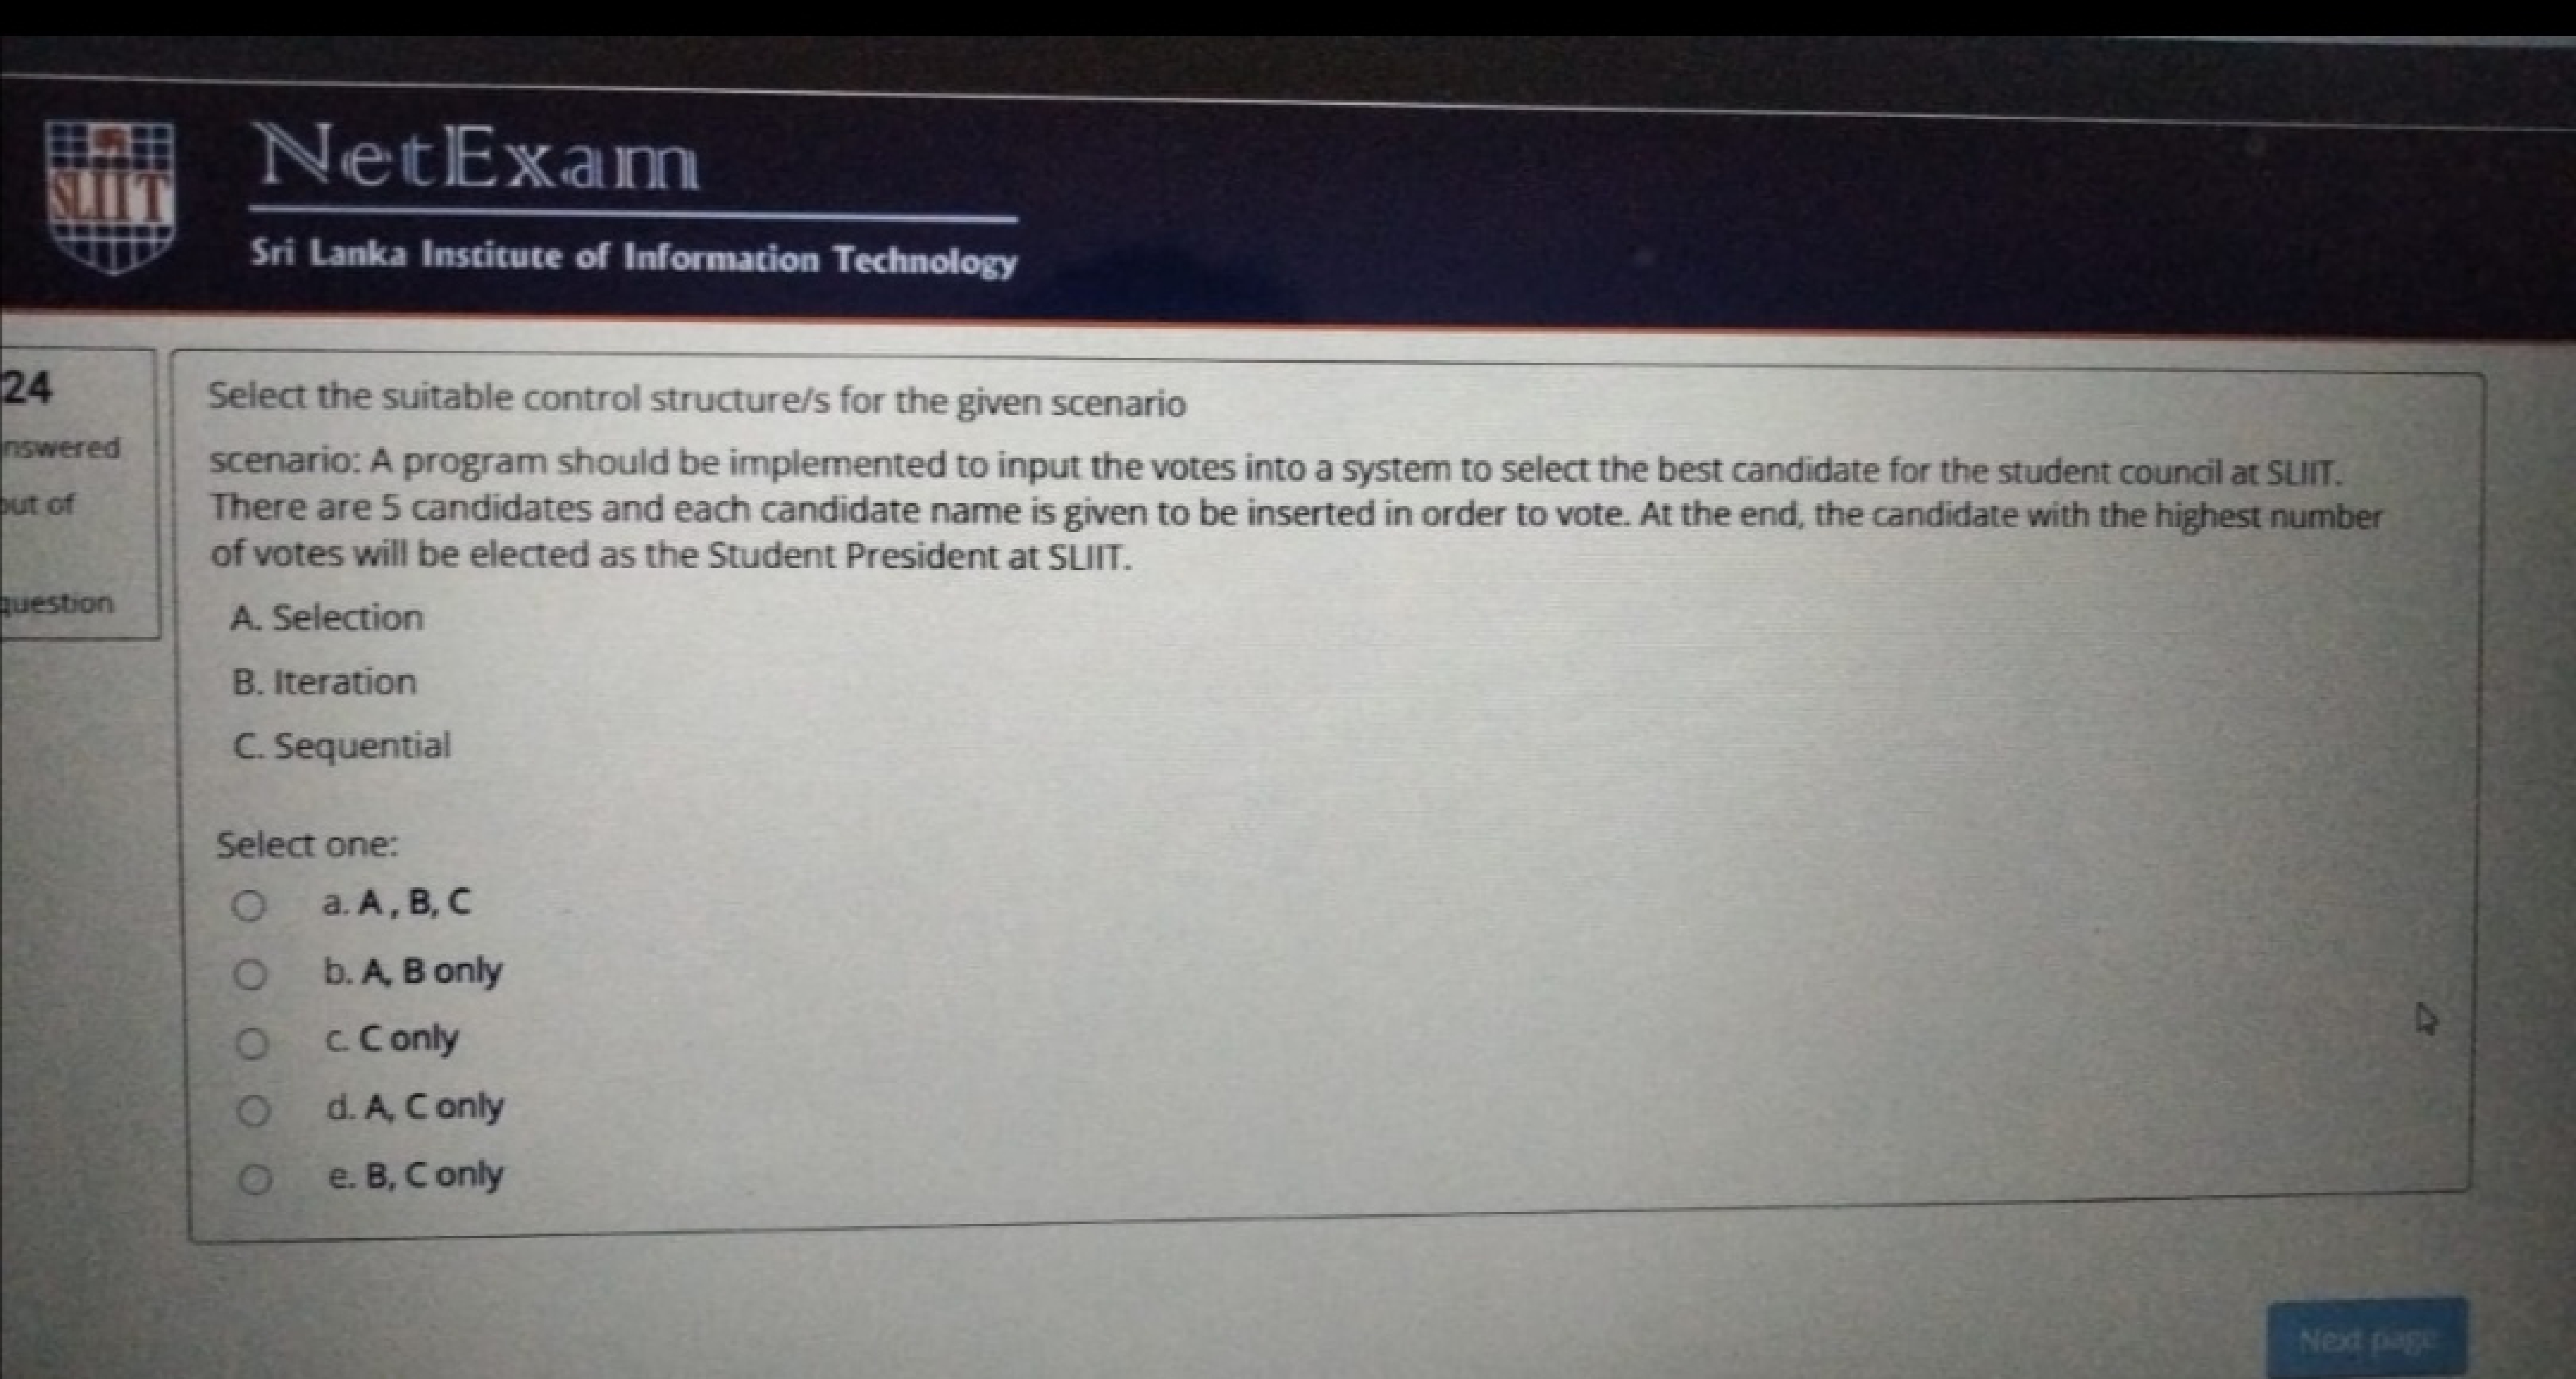 SLIIT
NetExam
Sri Lanka Institute of Information Technology
24
nswered
out of
question
Select the suitable control structure/s for the given scenario
scenario: A program should be implemented to input the votes into a system to select the best candidate for the student council at SLIIT.
There are 5 candidates and each candidate name is given to be inserted in order to vote. At the end, the candidate with the highest number
of votes will be elected as the Student President at SLIIT.
A. Selection
B. Iteration
C. Sequential
Select one:
a. A , B, C
b. A, B only
c. C only
d. A, C only
e. B, C only
Next page